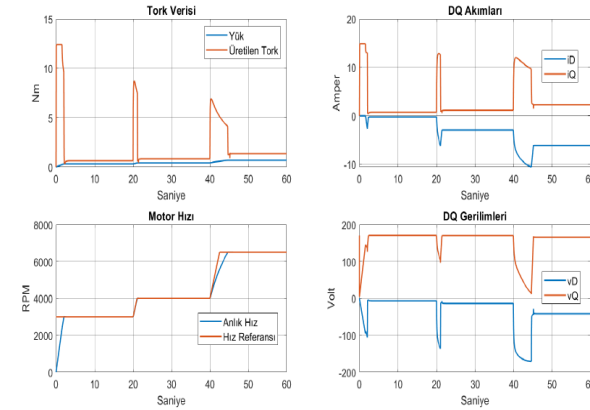 Tork Verisi
15
10
5
0
Nm
Yük
Üretilen Tork
0 10 20 30 40 50 60
Saniye
DQ Akımları
20
10
0
-10
Amper
iD
iQ
0 10 20 30 40 50 60
Saniye
Motor Hızı
8000
6000
4000
2000
0
RPM
Anlık Hız
Hız Referansı
0 10 20 30 40 50 60
Saniye
DQ Gerilimleri
200
100
0
-100
-200
Volt
vD
vQ
0 10 20 30 40 50 60
Saniye